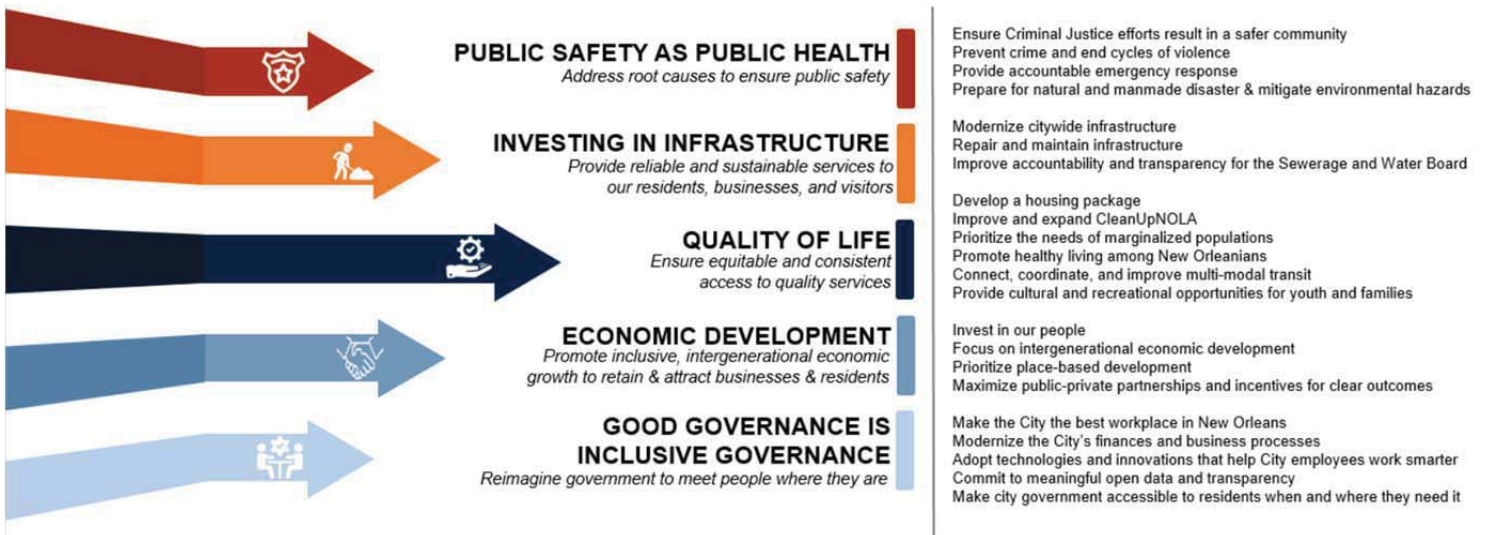 PUBLIC SAFETY AS PUBLIC HEALTH
Address root causes to ensure public safety
Ensure Criminal Justice efforts result in a safer community
Prevent crime and end cycles of violence
Provide accountable emergency response
Prepare for natural and manmade disaster & mitigate environmental hazards
INVESTING IN INFRASTRUCTURE
Provide reliable and sustainable services to
our residents, businesses, and visitors
Modernize citywide infrastructure
Repair and maintain infrastructure
Improve accountability and transparency for the Sewerage and Water Board
QUALITY OF LIFE
Ensure equitable and consistent
access to quality services
Develop a housing package
Improve and expand CleanUpNOLA
Prioritize the needs of marginalized populations
Promote healthy living among New Orleanians
Connect, coordinate, and improve multi-modal transit
Provide cultural and recreational opportunities for youth and families
ECONOMIC DEVELOPMENT
Promote inclusive, intergenerational economic
growth to retain & attract businesses & residents
Invest in our people
Focus on intergenerational economic development
Prioritize place-based development
Maximize public-private partnerships and incentives for clear outcomes
GOOD GOVERNANCE IS
INCLUSIVE GOVERNANCE
Reimagine government to meet people where they are
Make the City the best workplace in New Orleans
Modernize the City's finances and business processes
Adopt technologies and innovations that help City employees work smarter
Commit to meaningful open data and transparency
Make city government accessible to residents when and where they need it